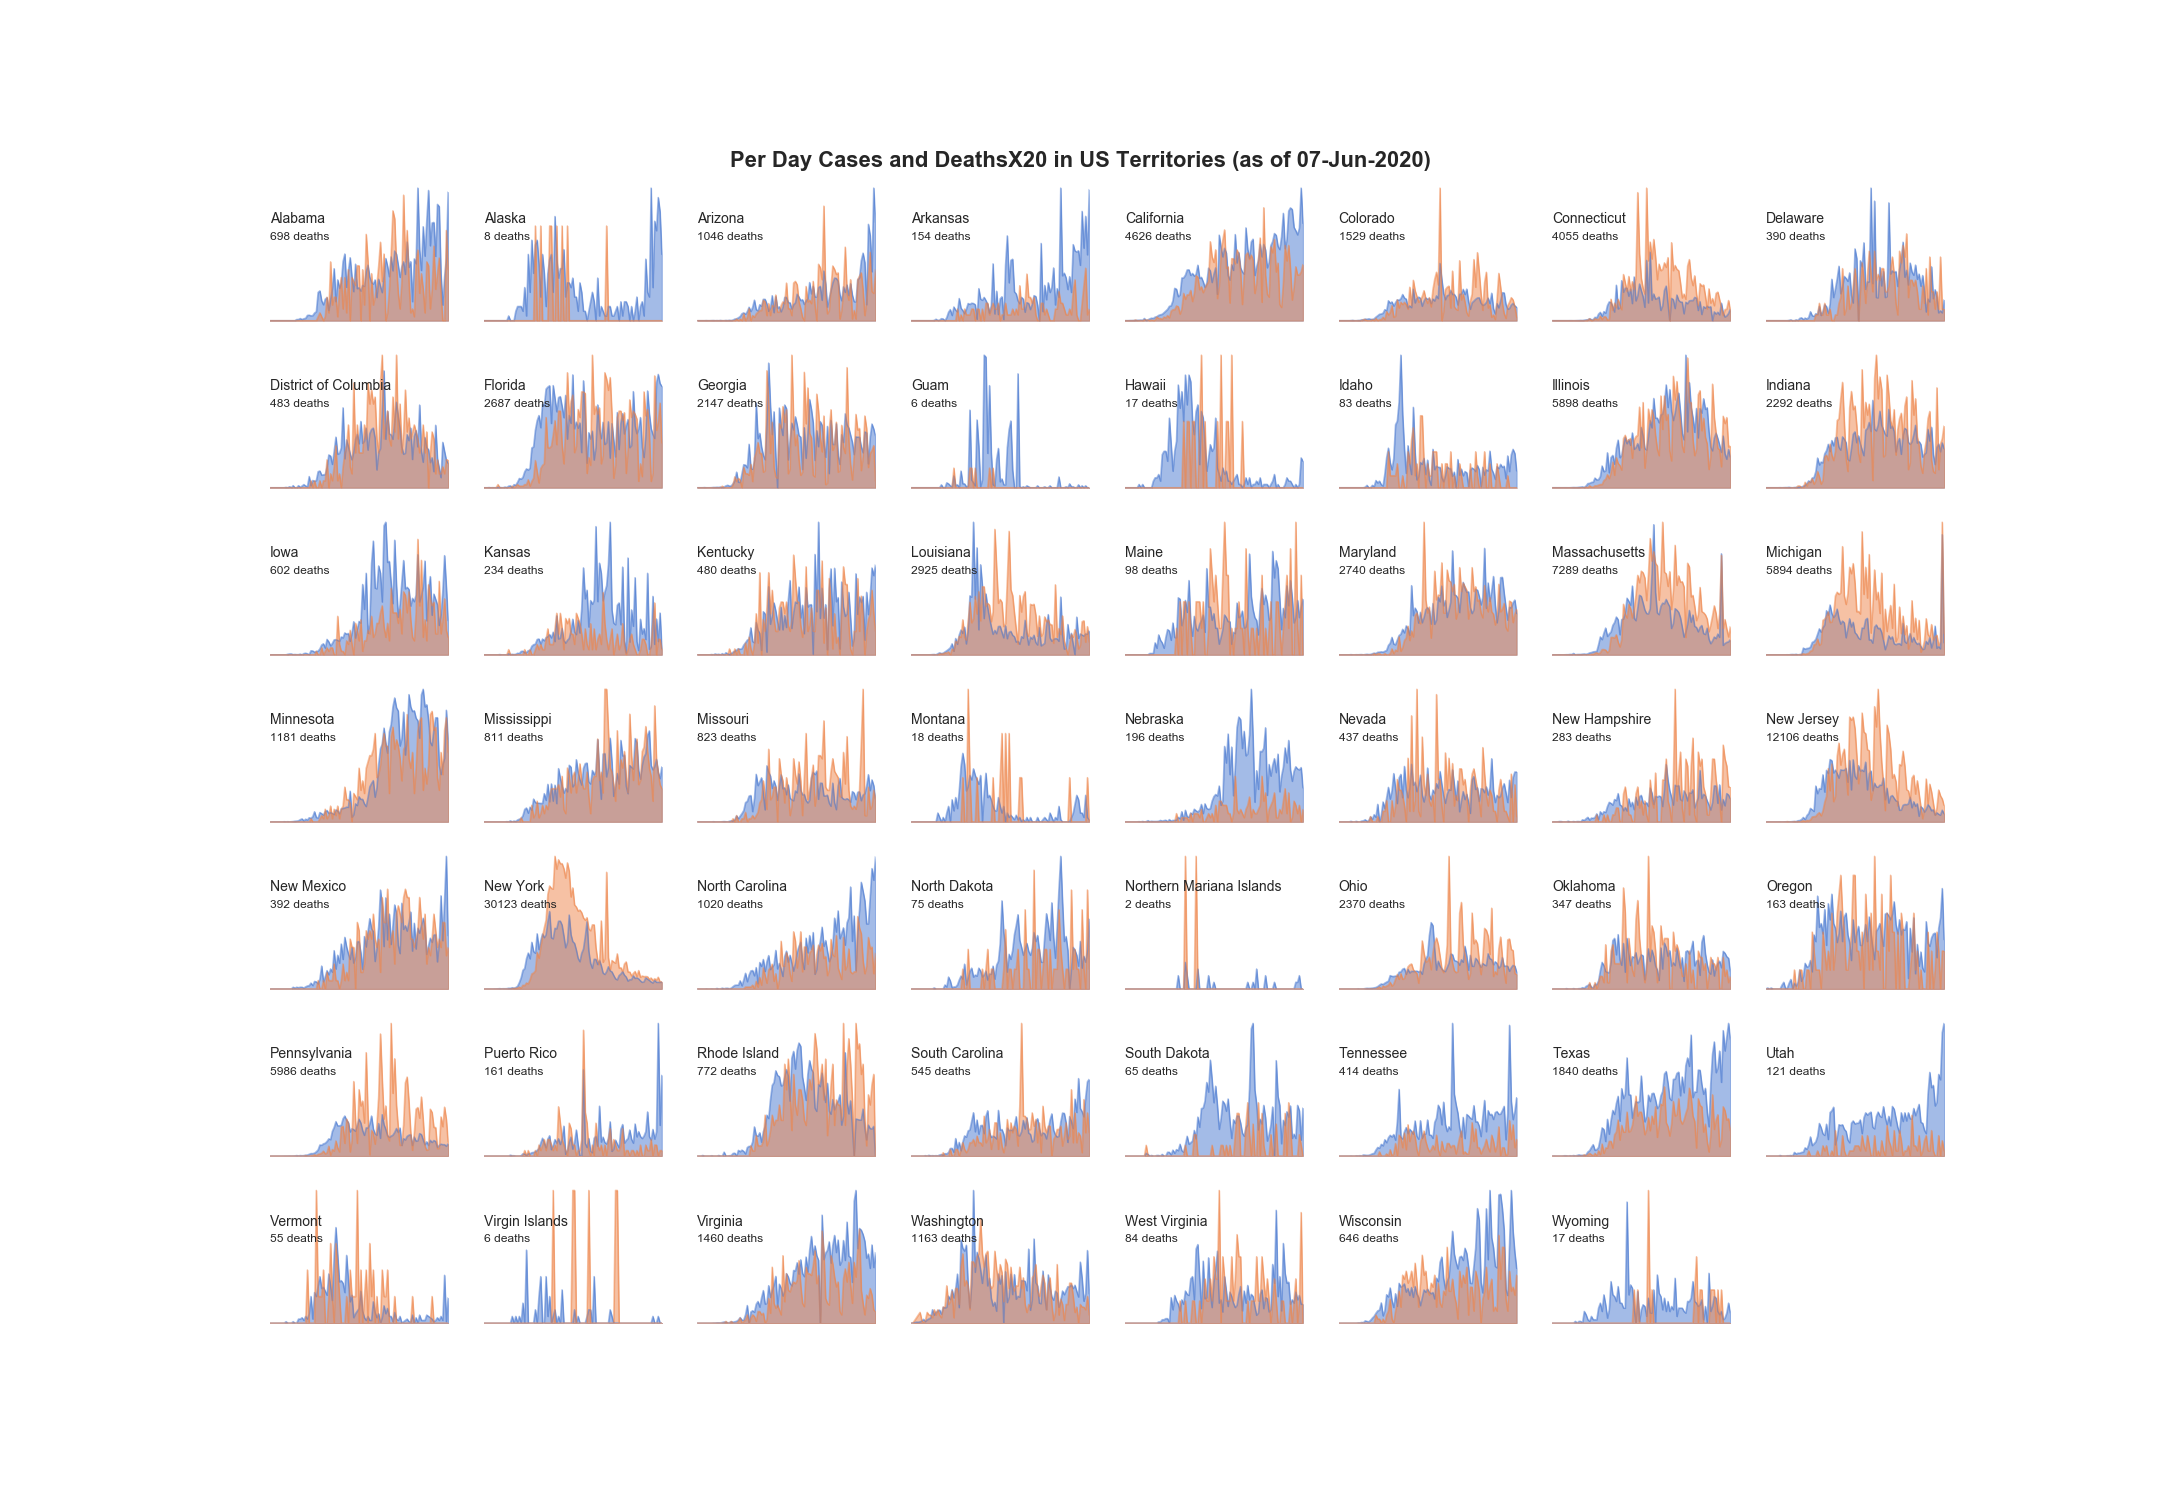 Per Day Cases and DeathsX20 in US Territories (as of 07-Jun-2020)
Alabama
698 deaths
Alaska
8 deaths
Arizona
1046 deaths
Arkansas
154 deaths
California
4626 deaths
Colorado
1529 deaths
Connecticut
4055 deaths
Delaware
390 deaths
District of Columbia
483 deaths
Florida
2687 deaths
Georgia
2147 deaths
Guam
6 deaths
Hawaii
17 deaths
Idaho
83 deaths
Illinois
5898 deaths
Indiana
2292 deaths
Iowa
602 deaths
Kansas
234 deaths
Kentucky
480 deaths
Louisiana
2925 deaths
Maine
98 deaths
Maryland
2740 deaths
Massachusetts
7289 deaths
Michigan
5894 deaths
Minnesota
1181 deaths
Mississippi
811 deaths
Missouri
823 deaths
Montana
18 deaths
Nebraska
196 deaths
Nevada
437 deaths
New Hampshire
283 deaths
New Jersey
12106 deaths
New Mexico
392 deaths
New York
30123 deaths
North Carolina
1020 deaths
North Dakota
75 deaths
Northern Mariana Islands
2 deaths
Ohio
2370 deaths
Oklahoma
347 deaths
Oregon
163 deaths
Pennsylvania
5986 deaths
Puerto Rico
161 deaths
Rhode Island
772 deaths
South Carolina
545 deaths
South Dakota
65 deaths
Tennessee
414 deaths
Texas
1840 deaths
Utah
121 deaths
Vermont
55 deaths
Virgin Islands
6 deaths
Virginia
1460 deaths
Washington
1163 deaths
West Virginia
84 deaths
Wisconsin
646 deaths
Wyoming
17 deaths